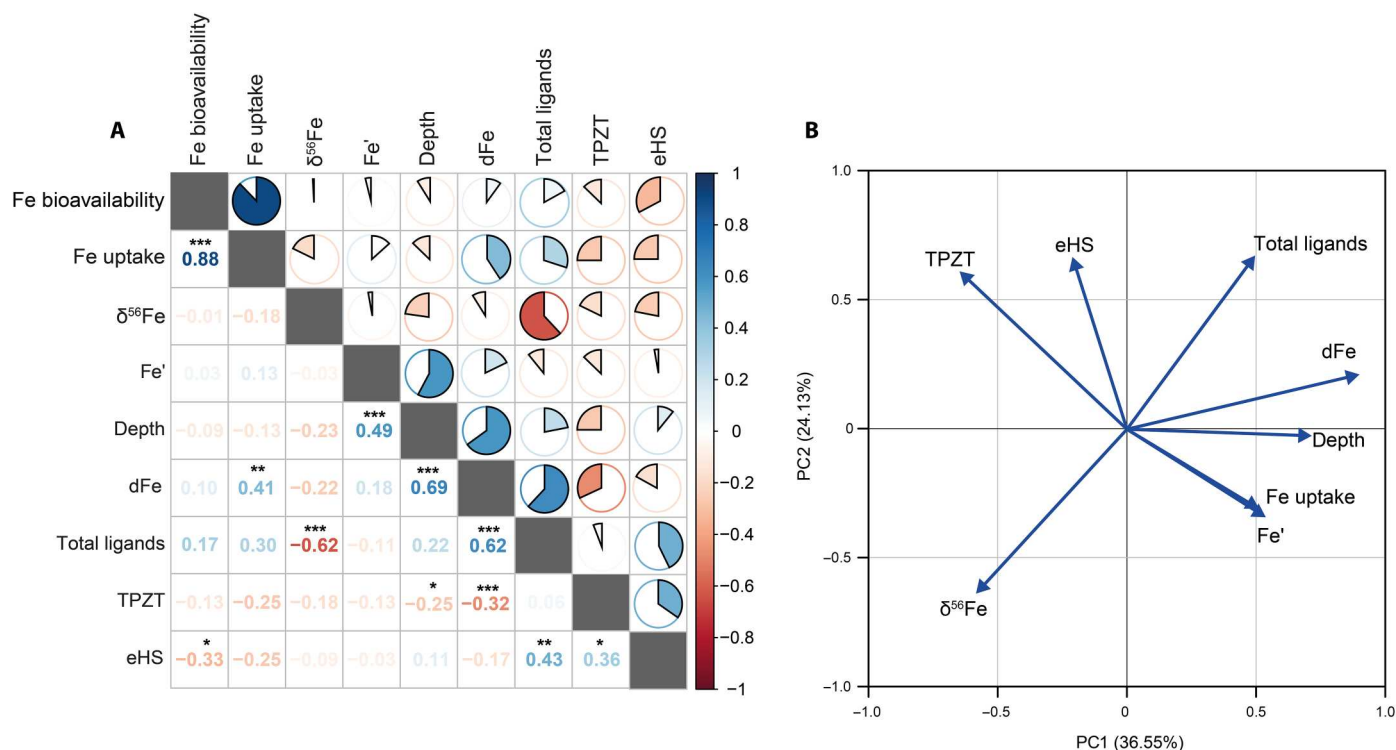 A
Fe bioavailability
Fe uptake
δ⁵⁶Fe
Fe'
Depth
dFe
Total ligands
TPZT
eHS
Fe bioavailability
Fe uptake *** 0.88
δ⁵⁶Fe −0.01 −0.18
Fe' 0.03 0.13 −0.03
Depth −0.09 −0.13 −0.23 *** 0.49
dFe 0.10 ** 0.41 −0.22 0.18 *** 0.69
Total ligands 0.17 0.30 *** −0.62 −0.11 0.22 *** 0.62
TPZT −0.13 −0.25 −0.18 −0.13 * −0.25 *** −0.32 0.06
eHS * −0.33 −0.25 −0.09 −0.03 0.11 −0.17 ** 0.43 * 0.36
1
0.8
0.6
0.4
0.2
0
−0.2
−0.4
−0.6
−0.8
−1
B
1.0
0.5
0
−0.5
−1.0
PC2 (24.13%)
TPZT
eHS
Total ligands
dFe
Depth
Fe uptake
Fe'
δ⁵⁶Fe
−1.0 −0.5 0 0.5 1.0
PC1 (36.55%)